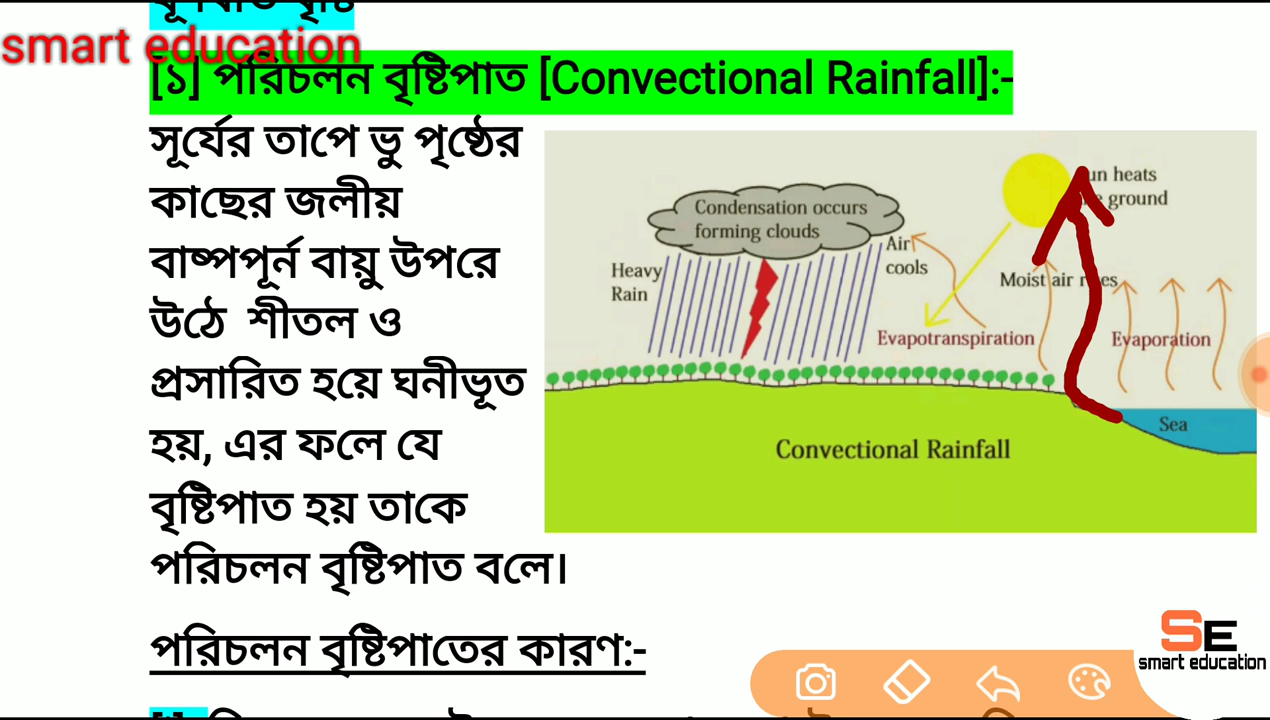 smart education
[১] পরিচলন বৃষ্টিপাত [Convectional Rainfall]:-
সূর্যের তাপে ভু পৃষ্ঠের
কাছের জলীয়
বাষ্পপূর্ন বায়ু উপরে
উঠে শীতল ও
প্রসারিত হয়ে ঘনীভূত
হয়, এর ফলে যে
বৃষ্টিপাত হয় তাকে
পরিচলন বৃষ্টিপাত বলে।
Condensation occurs
forming clouds
Heavy
Rain
Air
cools
heats
ground
Moist air
Evapotranspiration
Evaporation
Sea
Convectional Rainfall
পরিচলন বৃষ্টিপাতের কারণ:-
SE
smart education